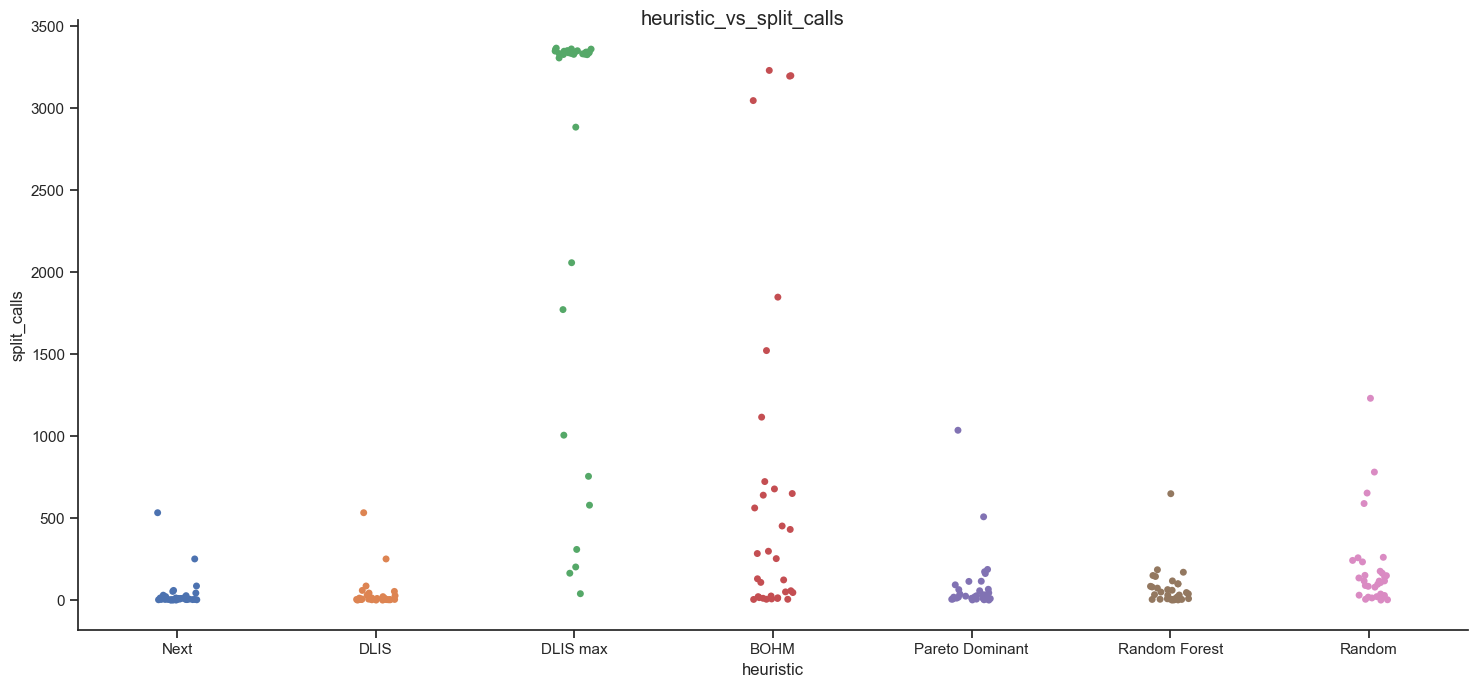 heuristic_vs_split_calls
3500
3000
2500
2000
1500
1000
500
0
split_calls
Next DLIS DLIS max BOHM Pareto Dominant Random Forest Random
heuristic